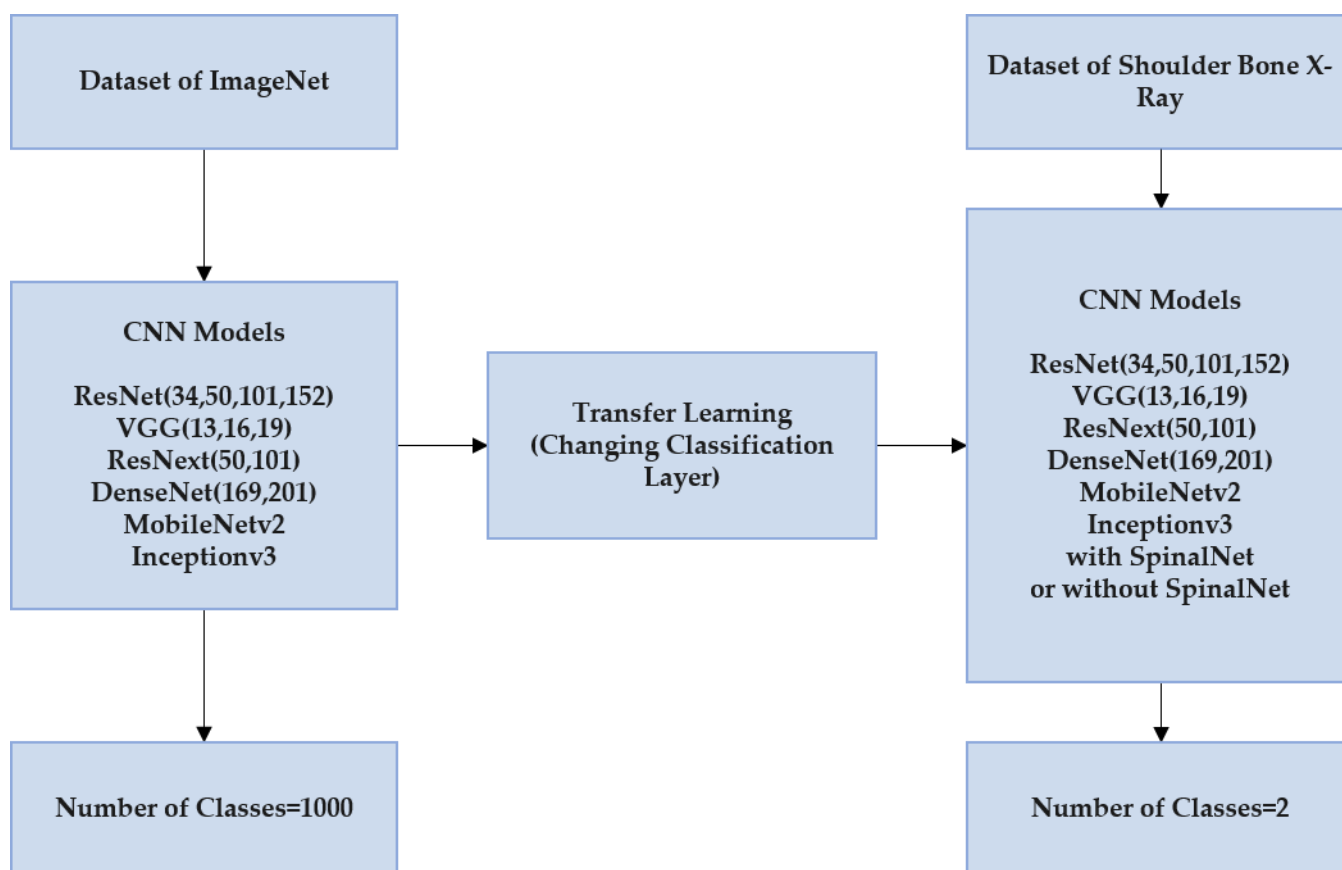 Dataset of ImageNet
CNN Models
ResNet(34,50,101,152)
VGG(13,16,19)
ResNext(50,101)
DenseNet(169,201)
MobileNetv2
Inceptionv3
Number of Classes=1000
Transfer Learning
(Changing Classification
Layer)
Dataset of Shoulder Bone X-
Ray
CNN Models
ResNet(34,50,101,152)
VGG(13,16,19)
ResNext(50,101)
DenseNet(169,201)
MobileNetv2
Inceptionv3
with SpinalNet
or without SpinalNet
Number of Classes=2